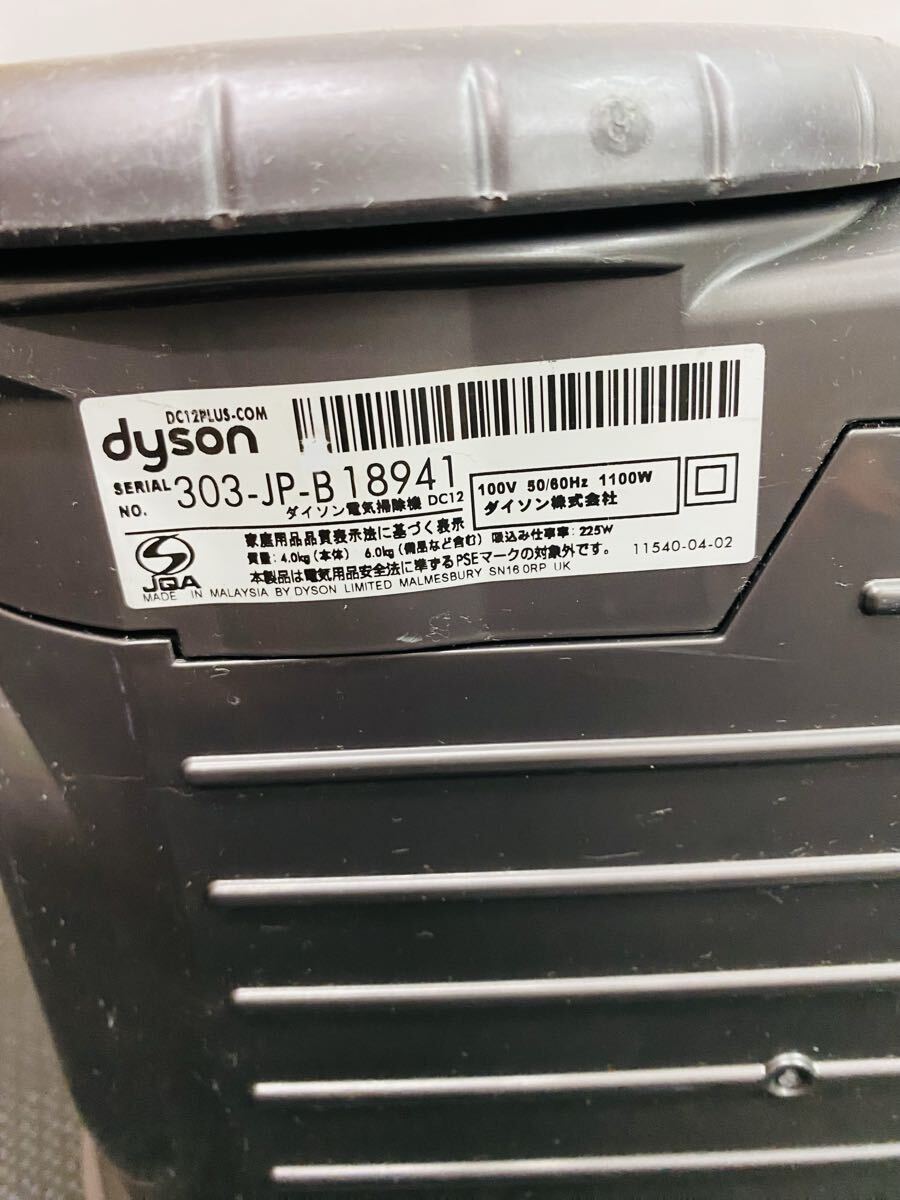 DC12PLUS-COM
dyson
SERIAL NO. 303-JP-B18941
ダイソン電気掃除機 DC12
100V 50/60Hz 1100W
ダイソン株式会社
家庭用品品質表示法に基づく表示
質量:4.0kg(本体) 6.0kg(備品など含む) 吸込み仕事率:225W
本製品は電気用品安全法に準ずるPSEマークの対象外です。
11540-04-02
JQA
MADE IN MALAYSIA BY DYSON LIMITED MALMESBURY SN16 0RP UK